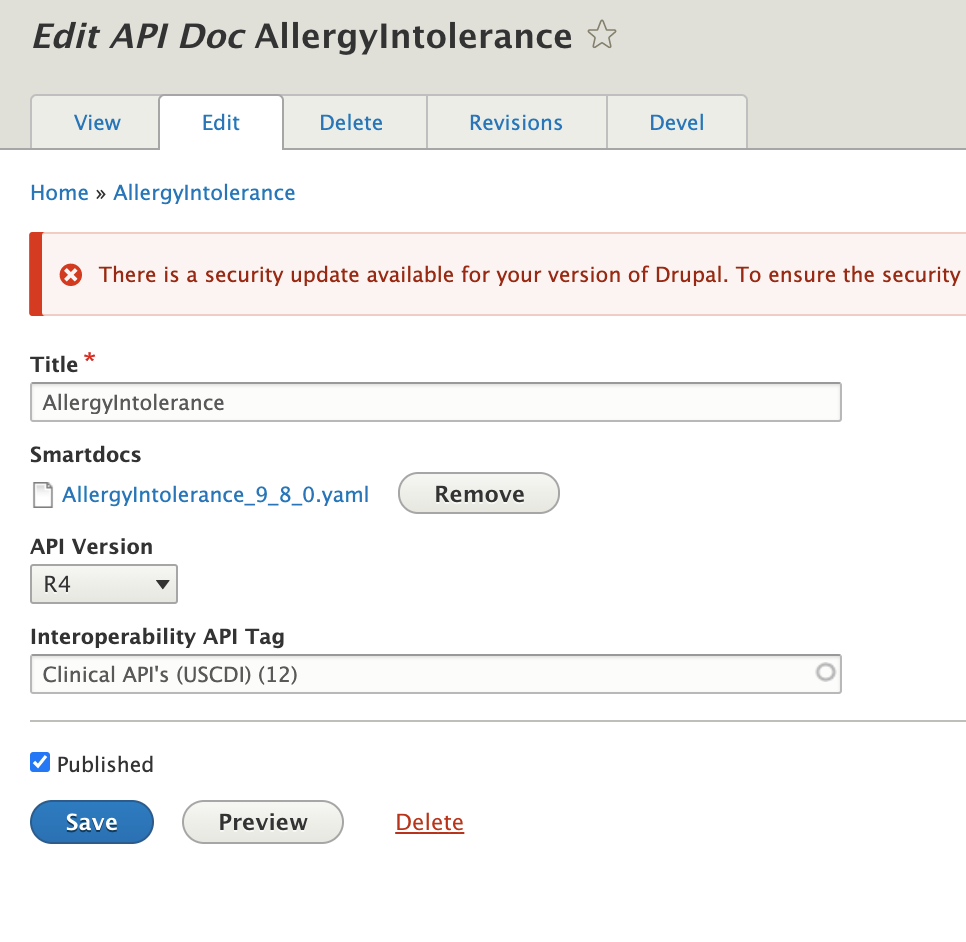 Edit API Doc AllergyIntolerance
View Edit Delete Revisions Devel
Home » AllergyIntolerance
There is a security update available for your version of Drupal. To ensure the security
Title *
AllergyIntolerance
Smartdocs
AllergyIntolerance_9_8_0.yaml Remove
API Version
R4
Interoperability API Tag
Clinical API's (USCDI) (12)
Published
Save Preview Delete